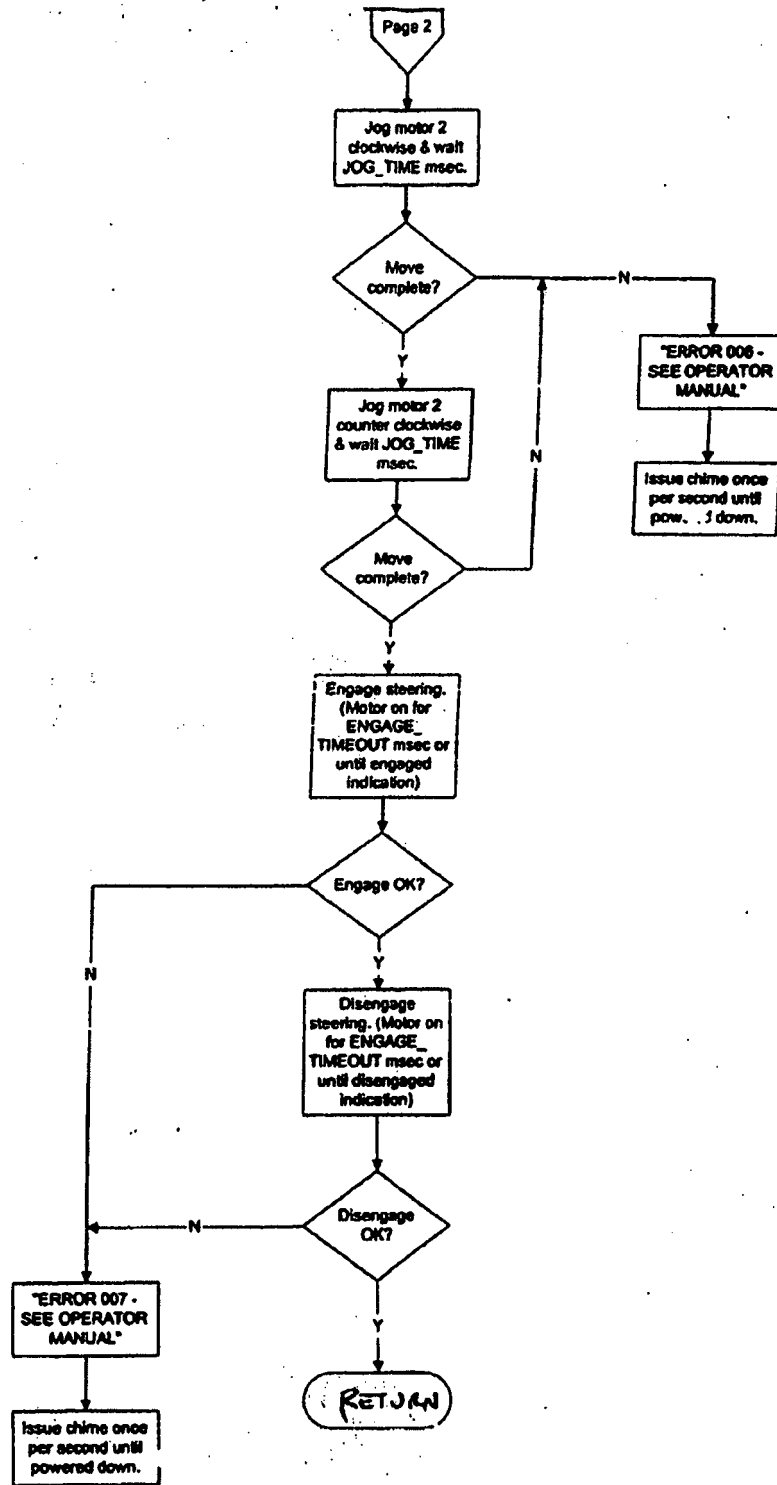 Page 2
Jog motor 2
clockwise & wait
JOG_TIME msec.
Move
complete?
N
"ERROR 006 -
SEE OPERATOR
MANUAL"
Y
N
Jog motor 2
counter clockwise
& wait JOG_TIME
msec.
Issue chime once
per second until
down.
Move
complete?
Y
Engage steering.
(Motor on for
ENGAGE_
TIMEOUT msec or
until engaged
indication)
Engage OK?
N
Y
Disengage
steering. (Motor on
for ENGAGE_
TIMEOUT msec or
until disengaged
indication)
Disengage
OK?
N
"ERROR 007 -
SEE OPERATOR
MANUAL"
Y
RETURN
Issue chime once
per second until
powered down.